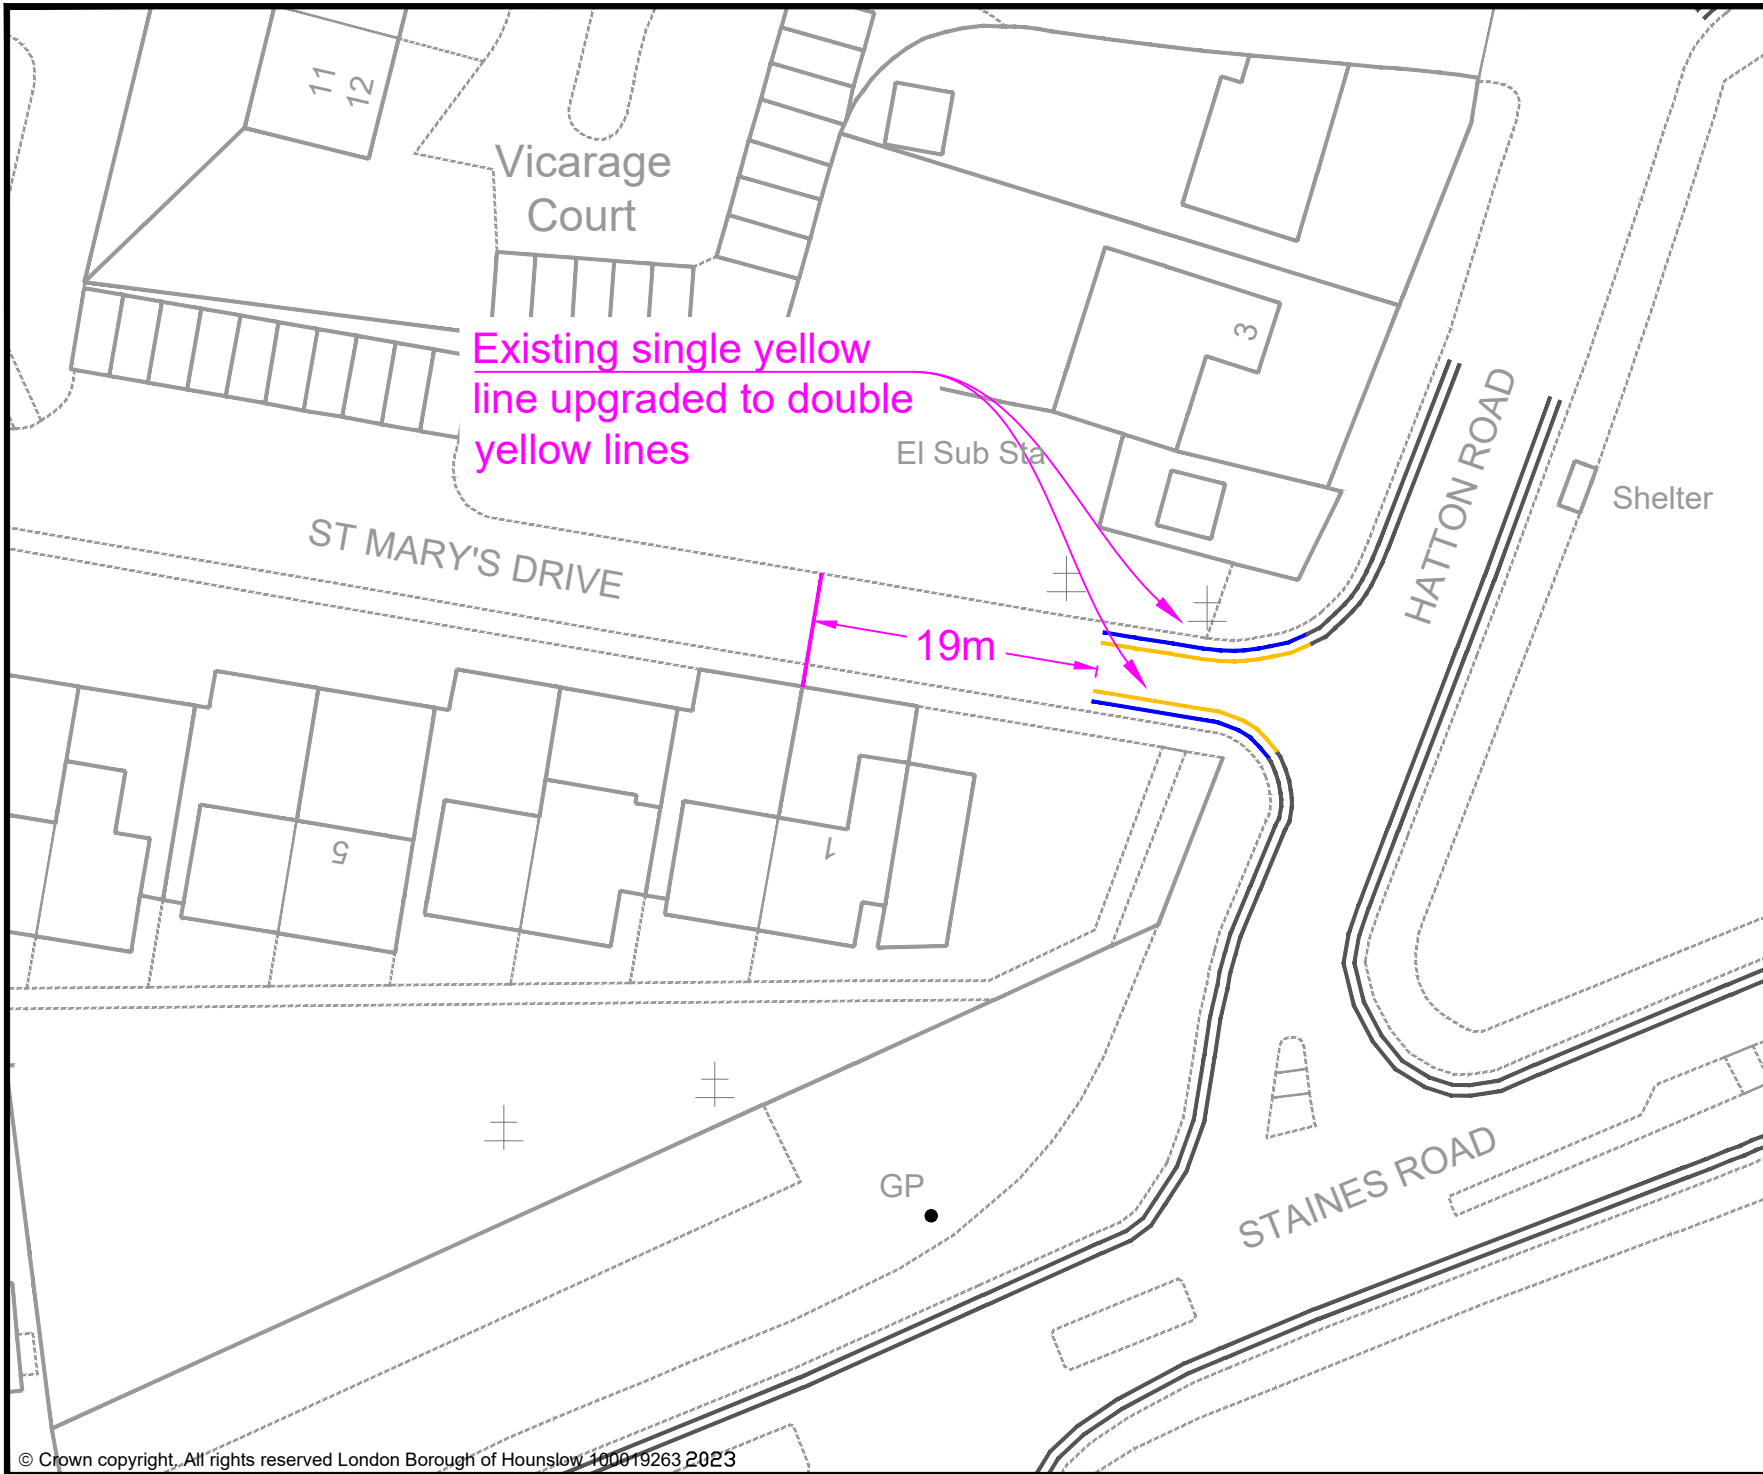 11
12
Vicarage
Court
3
Existing single yellow
line upgraded to double
yellow lines
El Sub Sta
HATTON ROAD
Shelter
ST MARY'S DRIVE
19m
5
1
GP
STAINES ROAD
© Crown copyright. All rights reserved London Borough of Hounslow 100019263 2023